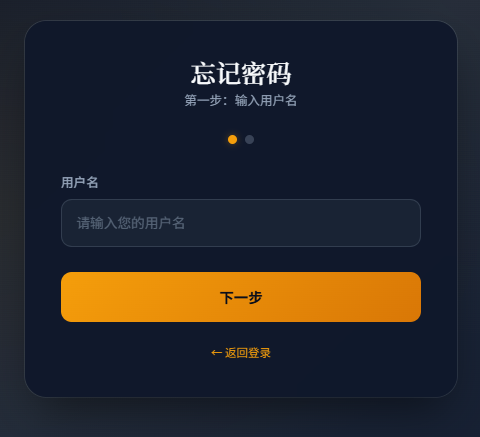 忘记密码
第一步：输入用户名
用户名
请输入您的用户名
下一步
← 返回登录